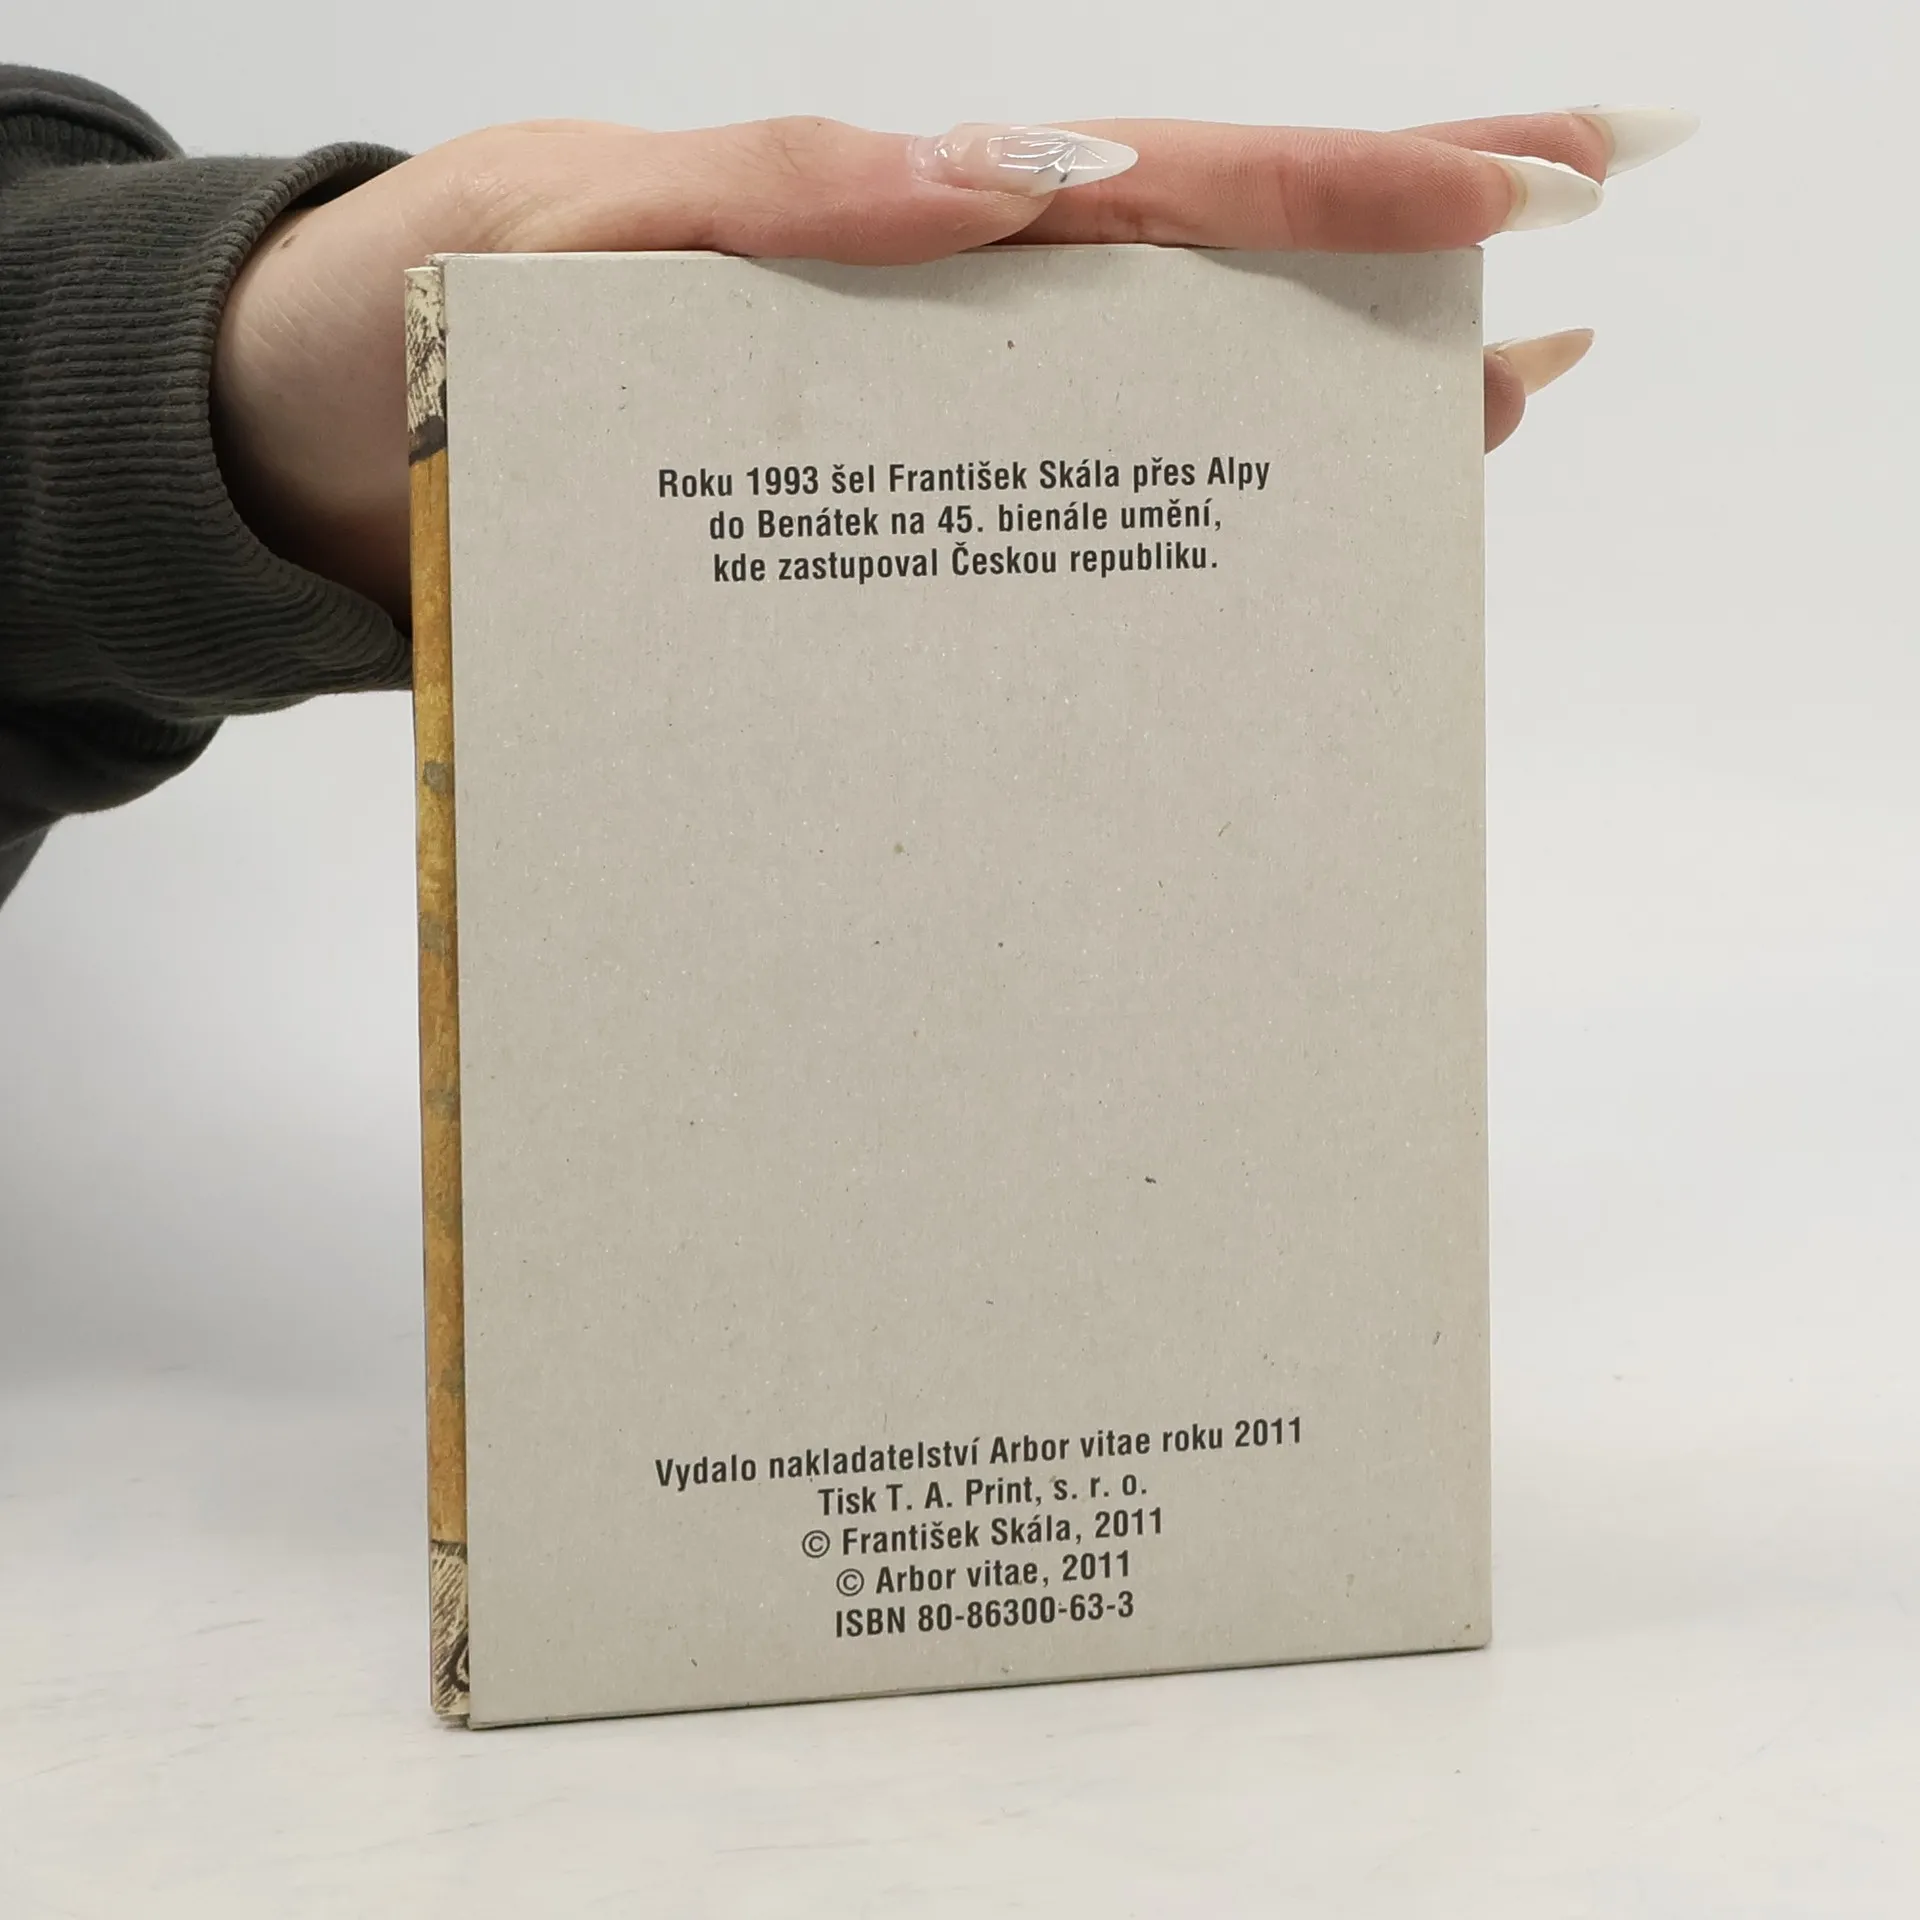 Roku 1993 šel František Skála přes Alpy
do Benátek na 45. bienále umění,
kde zastupoval Českou republiku.
Vydalo nakladatelství Arbor vitae roku 2011
Tisk T. A. Print, s. r. o.
© František Skála, 2011
© Arbor vitae, 2011
ISBN 80-86300-63-3